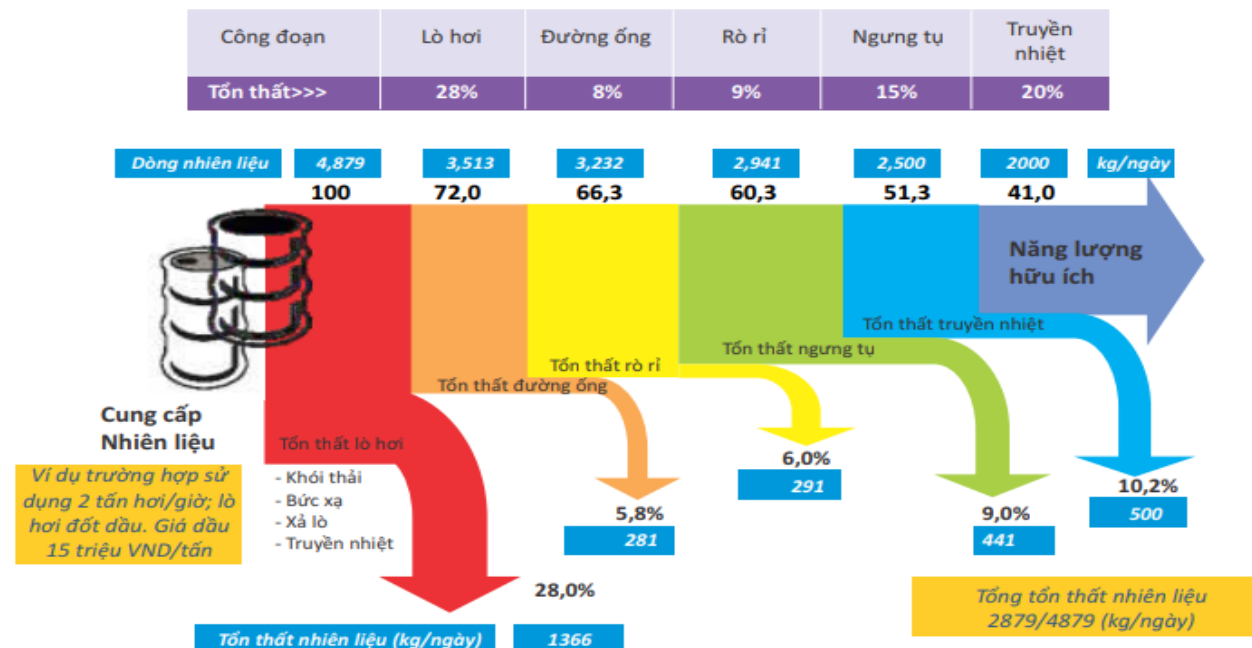 Công đoạn Lò hơi Đường ống Rò rỉ Ngưng tụ Truyền
nhiệt
Tổn thất>>> 28% 8% 9% 15% 20%
Dòng nhiên liệu 4,879 3,513 3,232 2,941 2,500 2000 kg/ngày
100 72,0 66,3 60,3 51,3 41,0
Năng lượng
hữu ích
Tổn thất truyền nhiệt
Tổn thất ngưng tụ
Tổn thất rò rỉ
Tổn thất đường ống
Cung cấp
Nhiên liệu
Tổn thất lò hơi
- Khói thải
- Bức xạ
- Xả lò
- Truyền nhiệt
Ví dụ trường hợp sử
dụng 2 tấn hơi/giờ; lò
hơi đốt dầu. Giá dầu
15 triệu VND/tấn
6,0%
291
10,2%
500
5,8%
281
9,0%
441
28,0%
Tổn thất nhiên liệu (kg/ngày) 1366
Tổng tổn thất nhiên liệu
2879/4879 (kg/ngày)